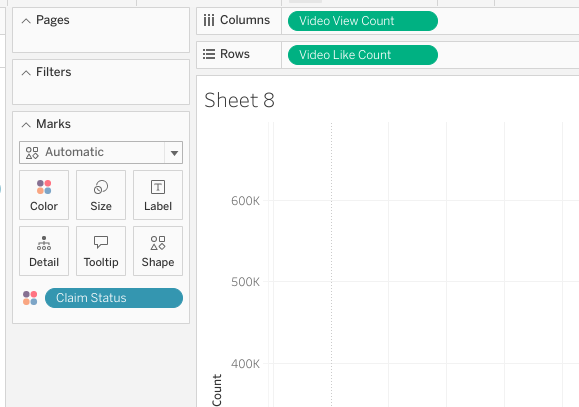 Pages
Filters
Marks
Automatic
Color Size Label
Detail Tooltip Shape
Claim Status
Columns Video View Count
Rows Video Like Count
Sheet 8
600K
500K
400K
Count